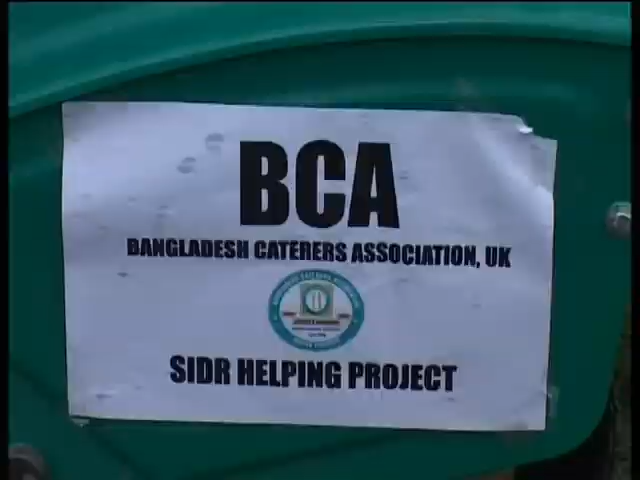 BCA
BANGLADESH CATERERS ASSOCIATION, UK
SIDR HELPING PROJECT